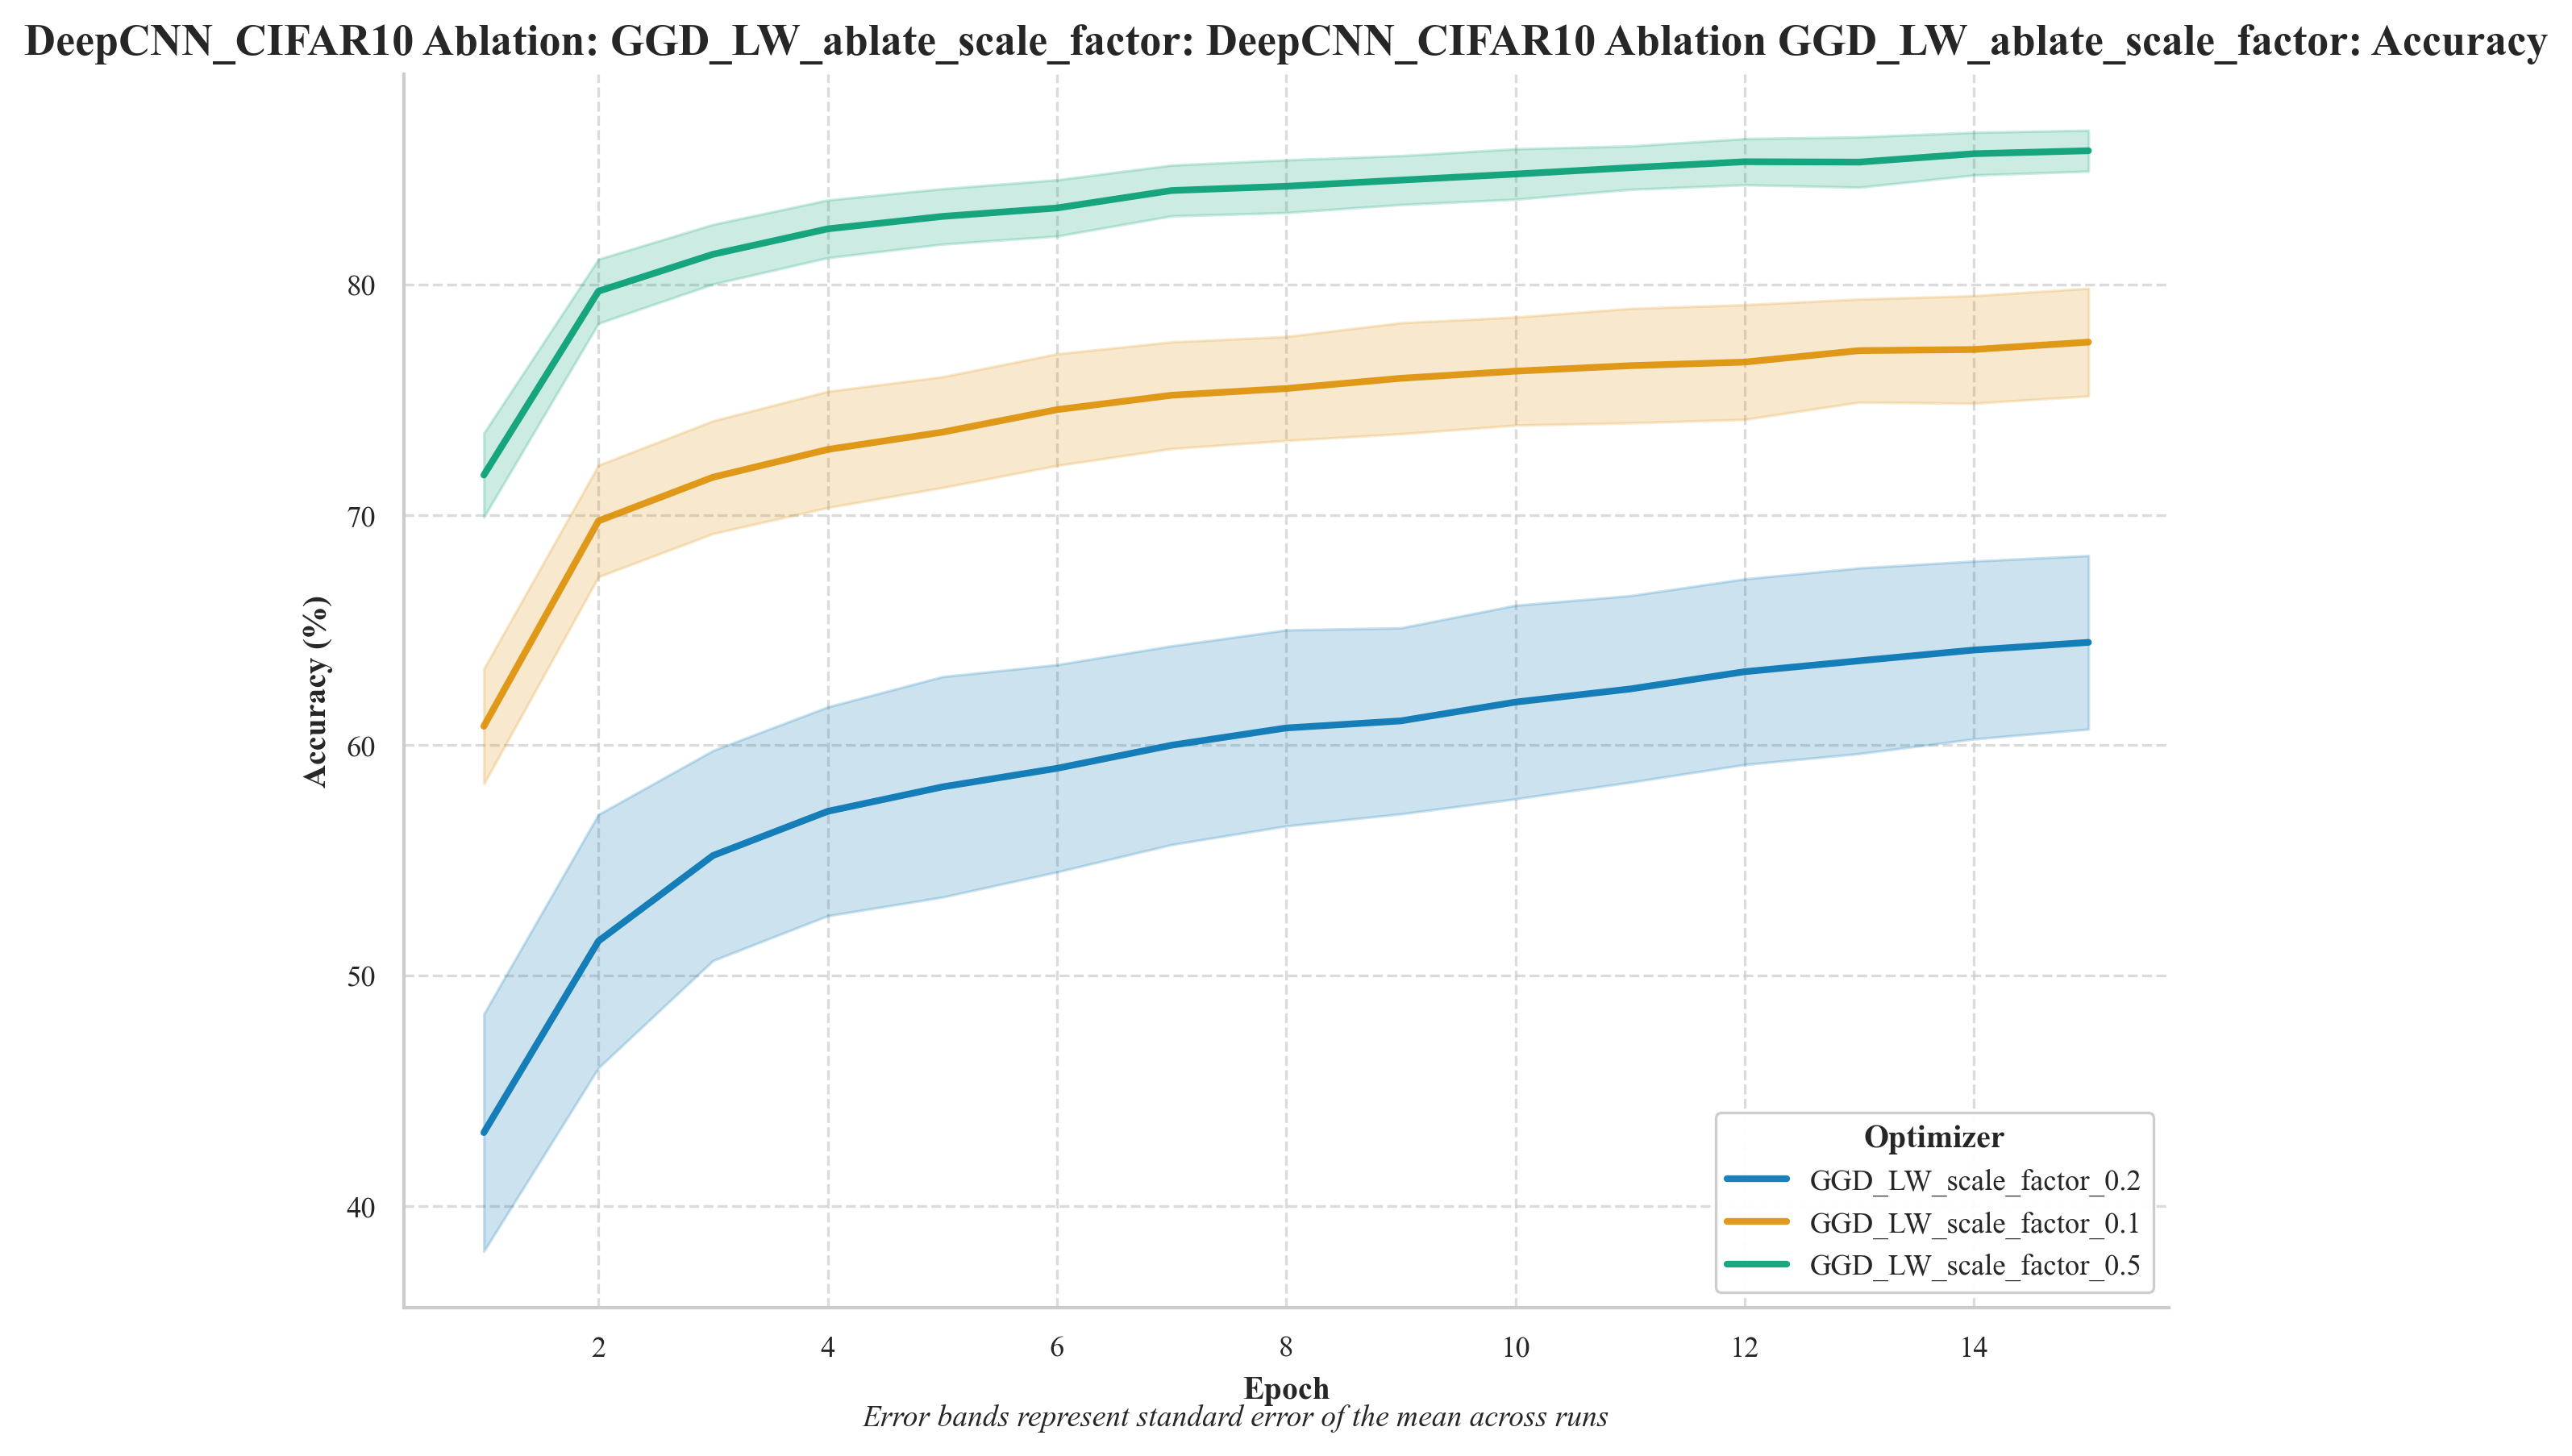 DeepCNN_CIFAR10 Ablation: GGD_LW_ablate_scale_factor: DeepCNN_CIFAR10 Ablation GGD_LW_ablate_scale_factor: Accuracy
Accuracy (%)
80
70
60
50
40
Optimizer
GGD_LW_scale_factor_0.2
GGD_LW_scale_factor_0.1
GGD_LW_scale_factor_0.5
2
4
6
8
10
12
14
Epoch
Error bands represent standard error of the mean across runs